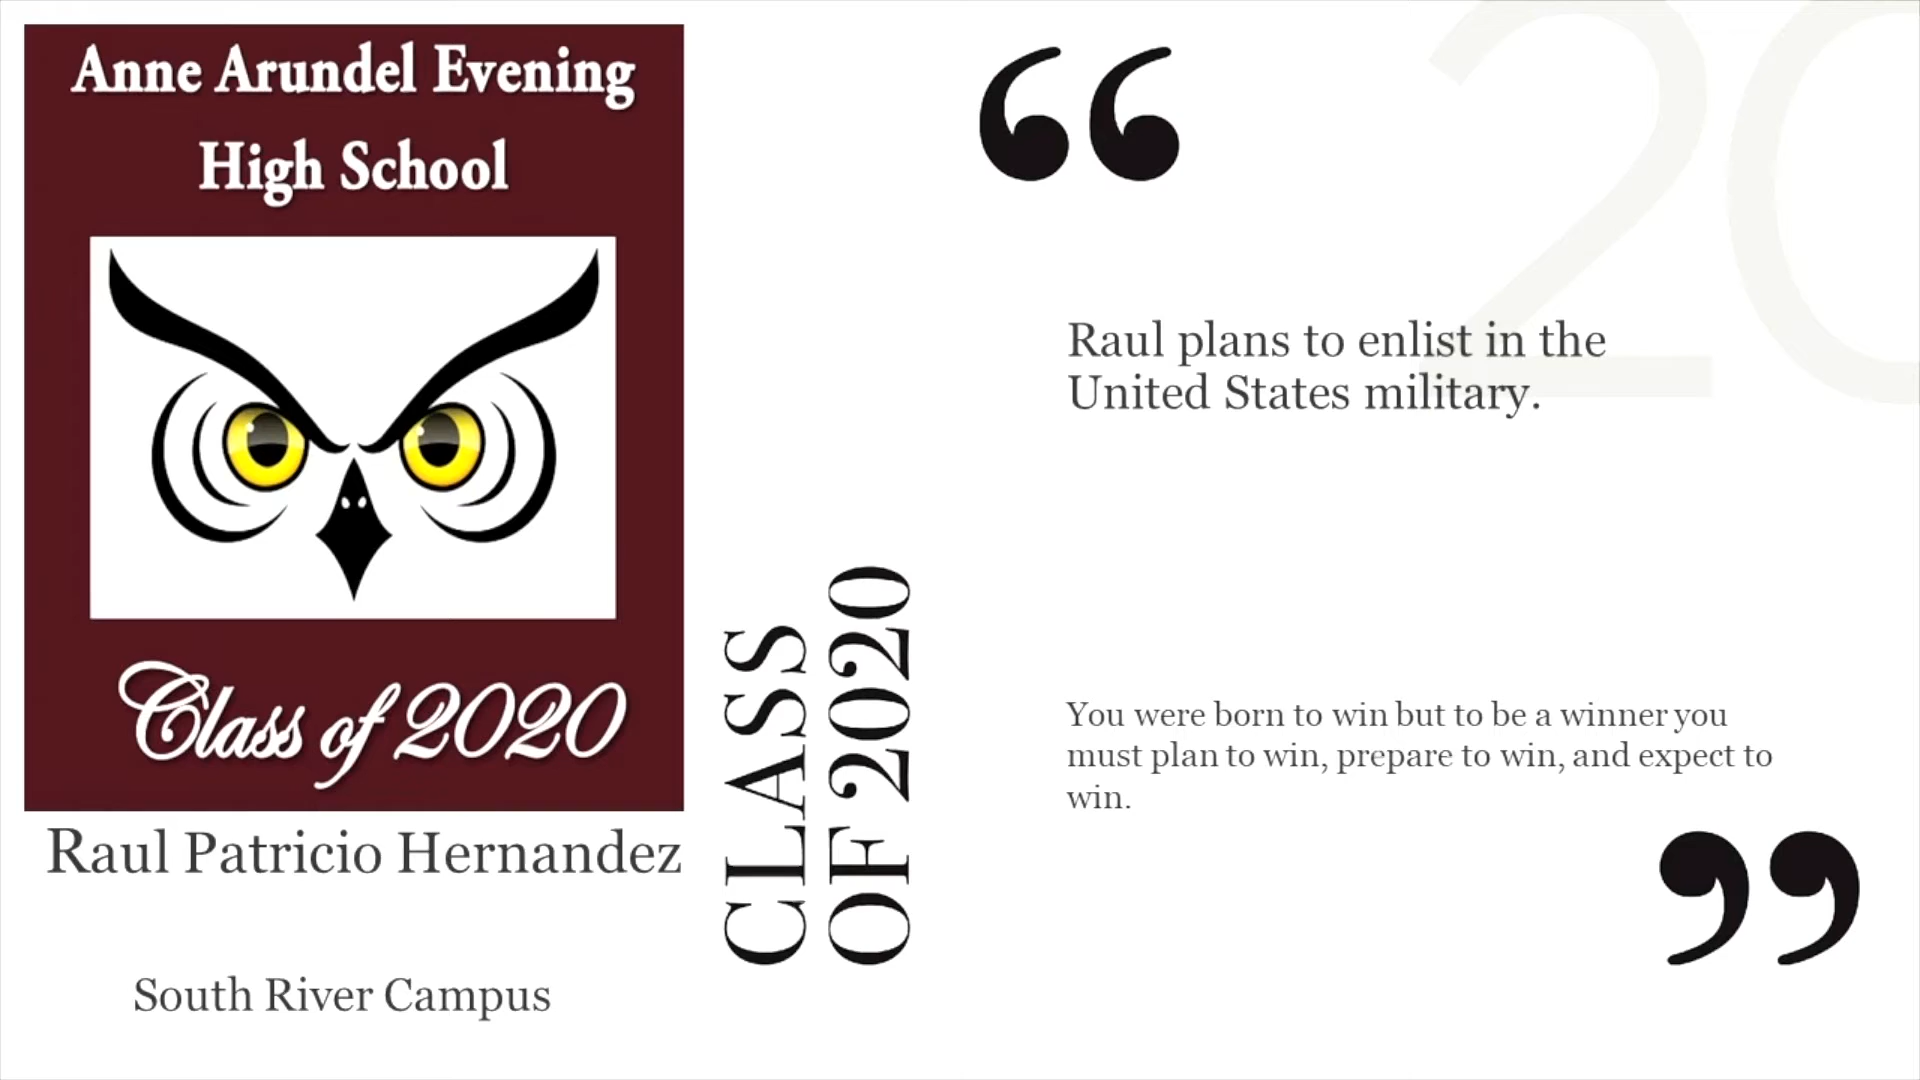 Anne Arundel Evening
High School
Class of 2020
Raul Patricio Hernandez
South River Campus
CLASS
OF 2020
20
“
Raul plans to enlist in the
United States military.
You were born to win but to be a winner you
must plan to win, prepare to win, and expect to
win.
”